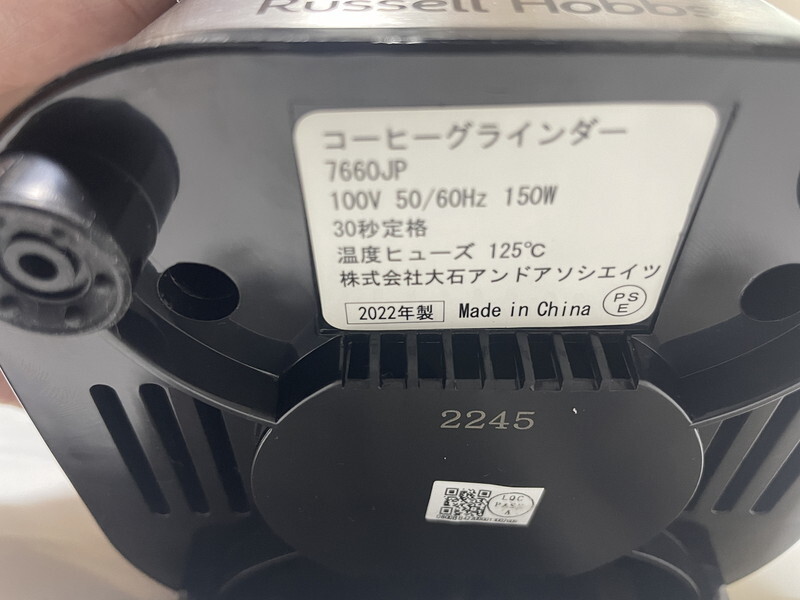 Russell Hobbs
コーヒーグラインダー
7660JP
100V 50/60Hz 150W
30秒定格
温度ヒューズ 125℃
株式会社大石アンドアソシエイツ
2022年製 Made in China PSE
2245
LQC
A